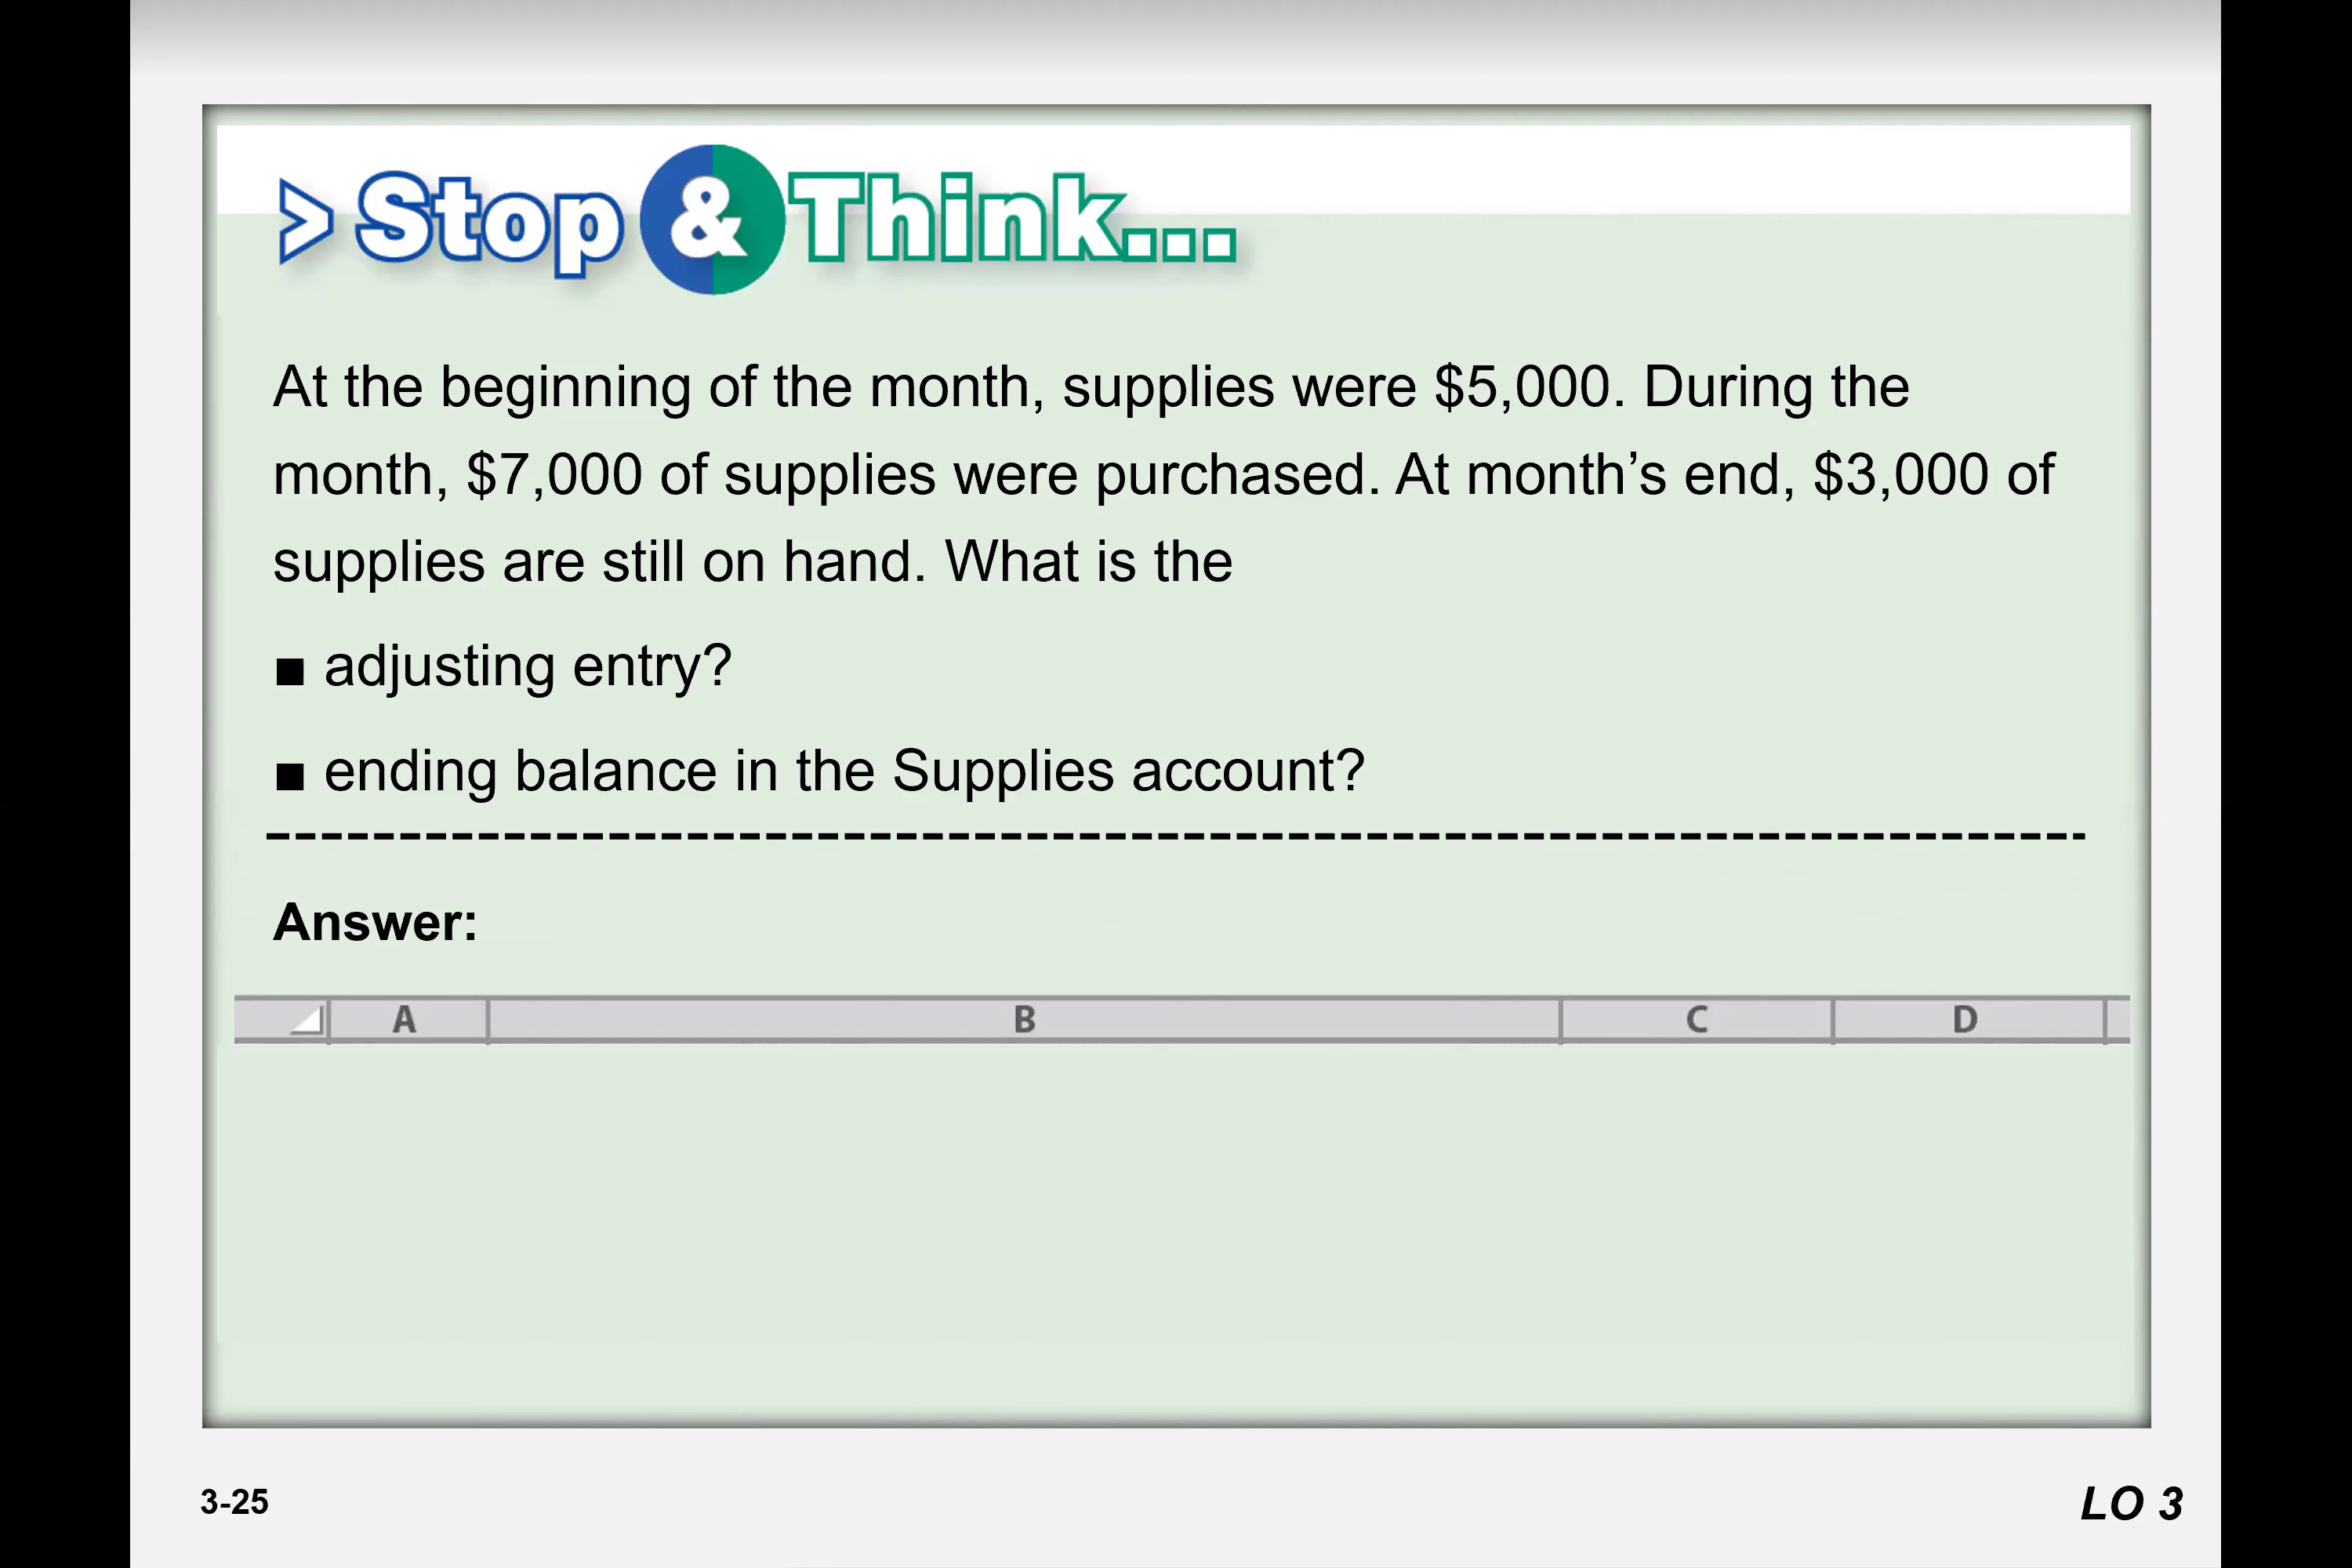 > Stop & Think...
At the beginning of the month, supplies were $5,000. During the
month, $7,000 of supplies were purchased. At month’s end, $3,000 of
supplies are still on hand. What is the
■ adjusting entry?
■ ending balance in the Supplies account?
Answer:
A B C D
3-25 LO 3